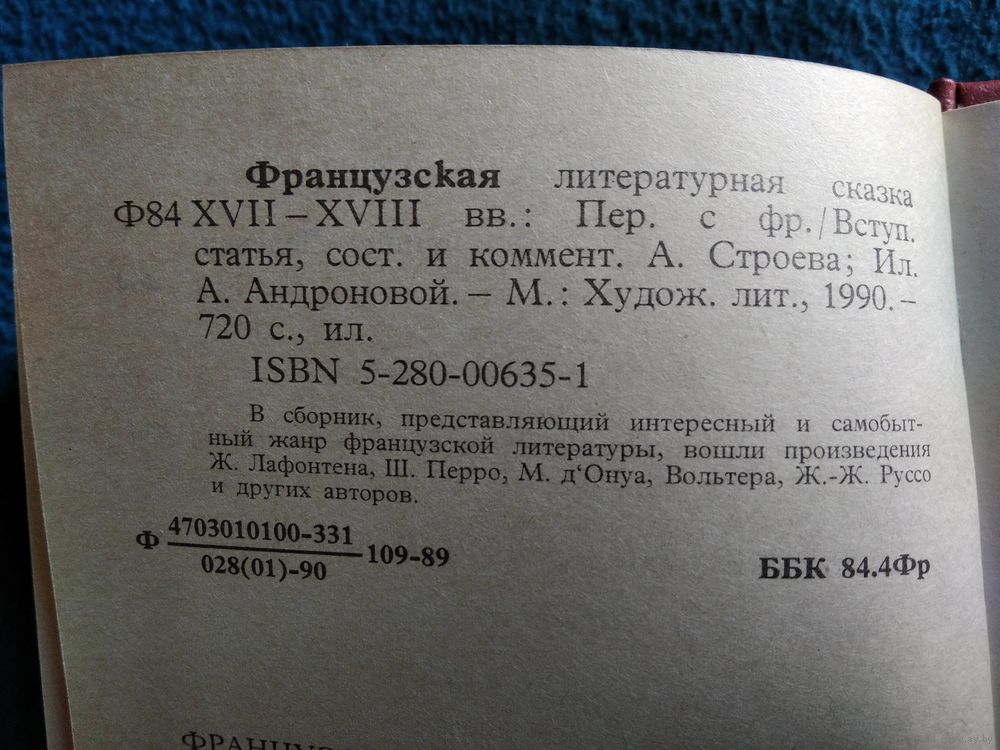 Французская литературная сказка
Ф84 XVII – XVIII вв.: Пер. с фр./Вступ.
статья, сост. и коммент. А. Строева; Ил.
А. Андроновой. – М.: Худож. лит., 1990.–
720 с., ил.
ISBN 5-280-00635-1
В сборник, представляющий интересный и самобыт-
ный жанр французской литературы, вошли произведения
Ж. Лафонтена, Ш. Перро, М. д‘Онуа, Вольтера, Ж.-Ж. Руссо
и других авторов.
Ф 4703010100-331
028(01)-90
109-89
ББК 84.4Фр